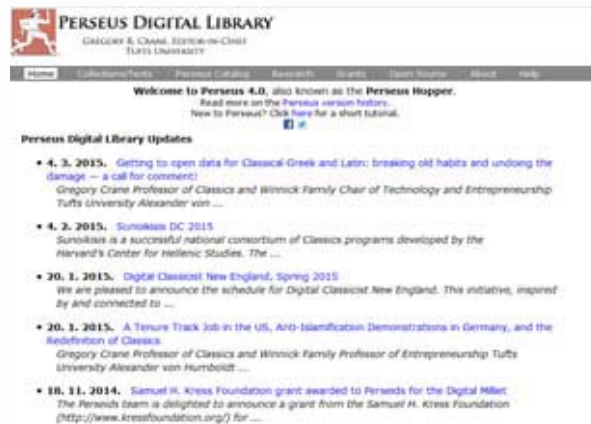 PERSEUS DIGITAL LIBRARY
GREGORY R. CRANE, EDITOR-IN-CHIEF
TUFTS UNIVERSITY
Home Collections/Texts Perseus Catalog Research Grants Open Source About Help
Welcome to Perseus 4.0, also known as the Perseus Hopper.
Read more on the Perseus version history.
New to Perseus? Click here for a short tutorial.
Perseus Digital Library Updates
• 4. 3. 2015. Getting to open data for Classical Greek and Latin: breaking old habits and undoing the
damage — a call for comment!
Gregory Crane Professor of Classics and Winnick Family Chair of Technology and Entrepreneurship
Tufts University Alexander von ...
• 4. 2. 2015. Sunoikisis DC 2015
Sunoikisis is a successful national consortium of Classics programs developed by the
Harvard's Center for Hellenic Studies. The ...
• 20. 1. 2015. Digital Classicist New England, Spring 2015
We are pleased to announce the schedule for Digital Classicist New England. This initiative, inspired
by and connected to ...
• 20. 1. 2015. A Tenure Track Job in the US, Anti-Islamification Demonstrations in Germany, and the
Redefinition of Classics
Gregory Crane Professor of Classics and Winnick Family Professor of Entrepreneurship Tufts
University Alexander von Humboldt ...
• 18. 11. 2014. Samuel H. Kress Foundation grant awarded to Perseids for the Digital Millet
The Perseids team is delighted to announce a grant from the Samuel H. Kress Foundation
(http://www.kressfoundation.org/) for ...